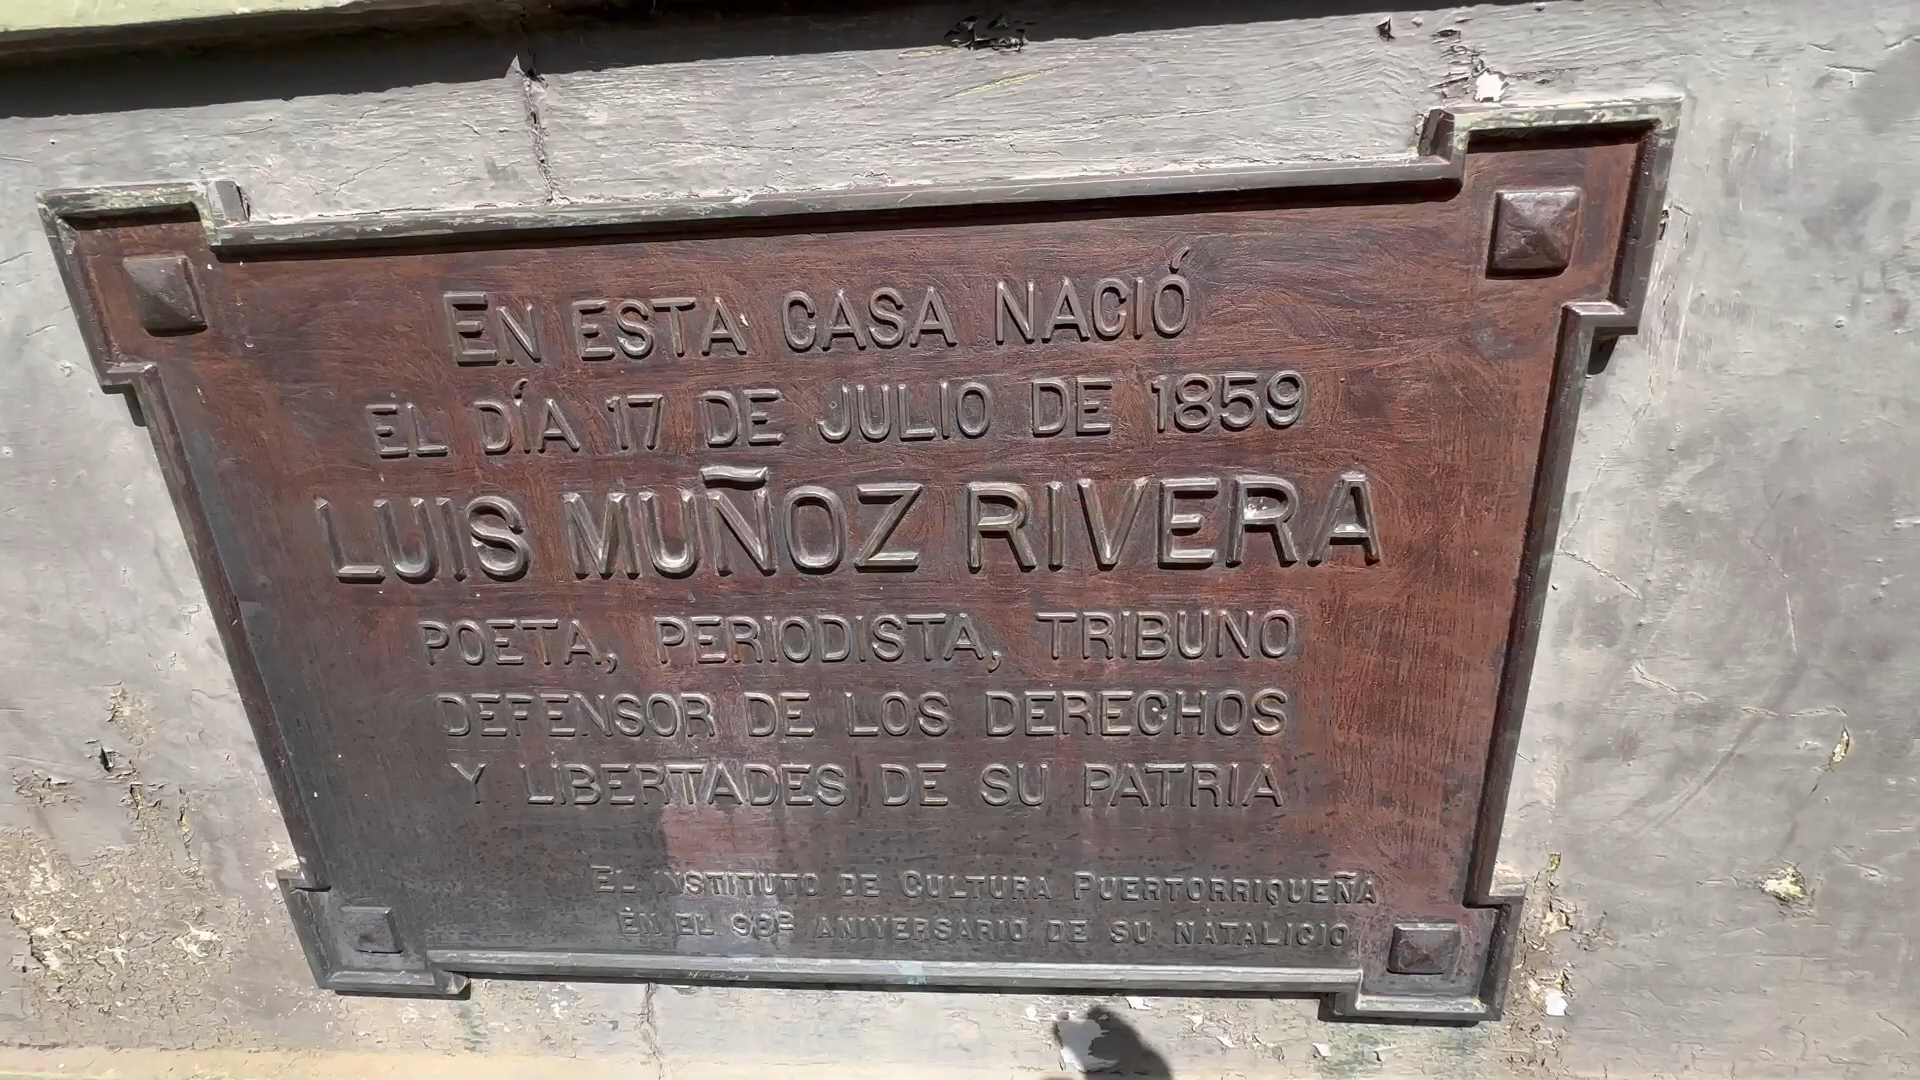 EN ESTA CASA NACIÓ
EL DÍA 17 DE JULIO DE 1859
LUIS MUÑOZ RIVERA
POETA, PERIODISTA, TRIBUNO
DEFENSOR DE LOS DERECHOS
Y LIBERTADES DE SU PATRIA
EL INSTITUTO DE CULTURA PUERTORRIQUEÑA
EN EL 99º ANIVERSARIO DE SU NATALICIO